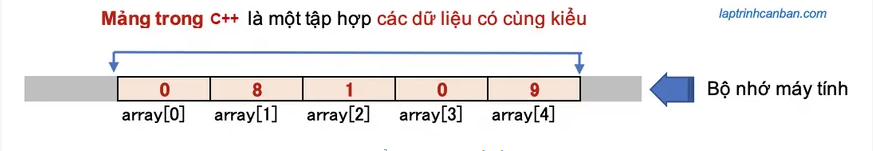 Mảng trong C++ là một tập hợp các dữ liệu có cùng kiểu
laptrinhcanban.com
0 8 1 0 9
Bộ nhớ máy tính
array[0] array[1] array[2] array[3] array[4]